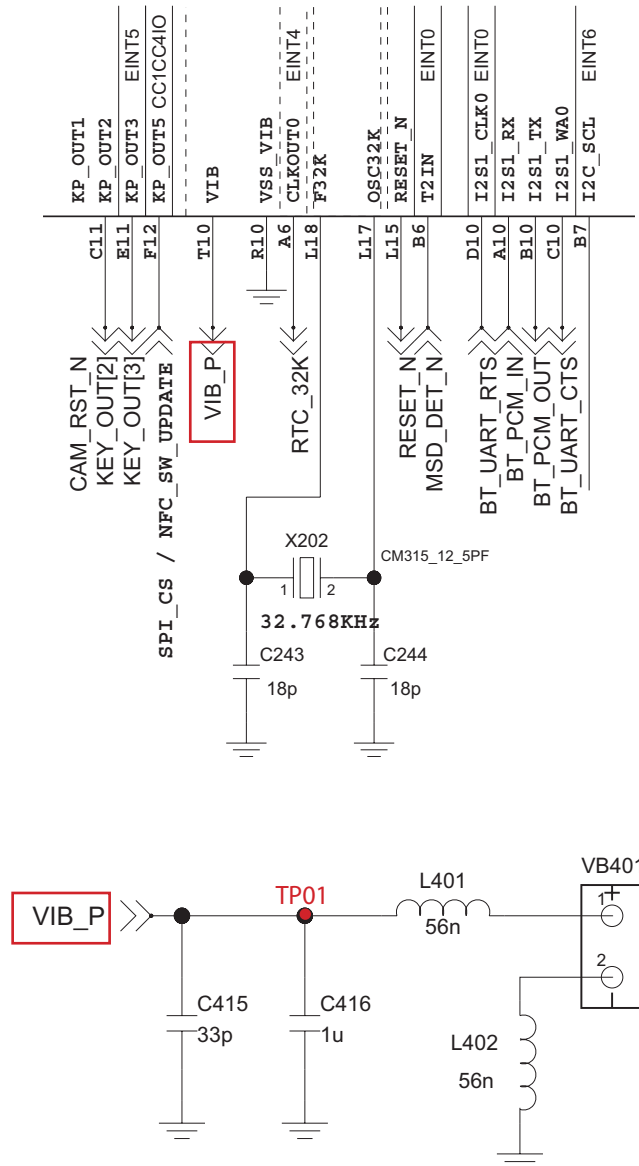 KP_OUT1
KP_OUT2
EINT5
KP_OUT3
CC1CC4IO
KP_OUT5
VIB
VSS_VIB
EINT4
CLKOUT0
F32K
OSC32K
RESET_N
EINT0
T2IN
I2S1_CLK0
EINT0
I2S1_RX
I2S1_TX
I2S1_WA0
EINT6
I2C_SCL
C11
E11
F12
T10
R10
A6
L18
L17
L15
B6
D10
A10
B10
C10
B7
CAM_RST_N
KEY_OUT[2]
KEY_OUT[3]
SPI_CS / NFC_SW_UPDATE
VIB_P
RTC_32K
RESET_N
MSD_DET_N
BT_UART_RTS
BT_PCM_IN
BT_PCM_OUT
BT_UART_CTS
X202
CM315_12_5PF
1 2
32.768KHz
C243
18p
C244
18p
VIB_P
TP01
L401
56n
VB401
1
+
2
C415
33p
C416
1u
L402
56n